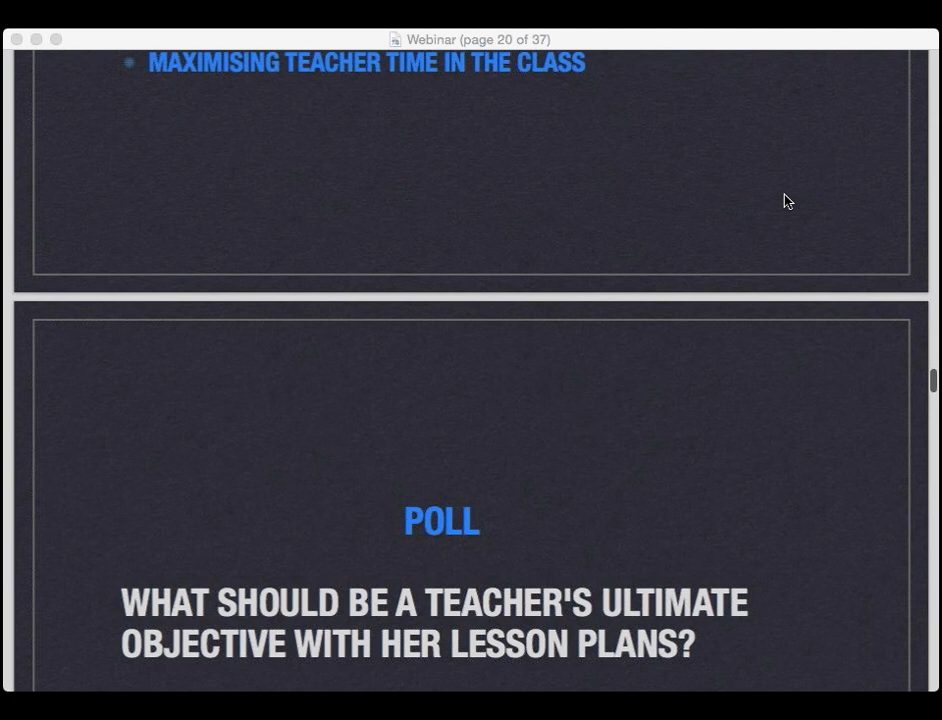 Webinar (page 20 of 37)
MAXIMISING TEACHER TIME IN THE CLASS
POLL
WHAT SHOULD BE A TEACHER'S ULTIMATE
OBJECTIVE WITH HER LESSON PLANS?